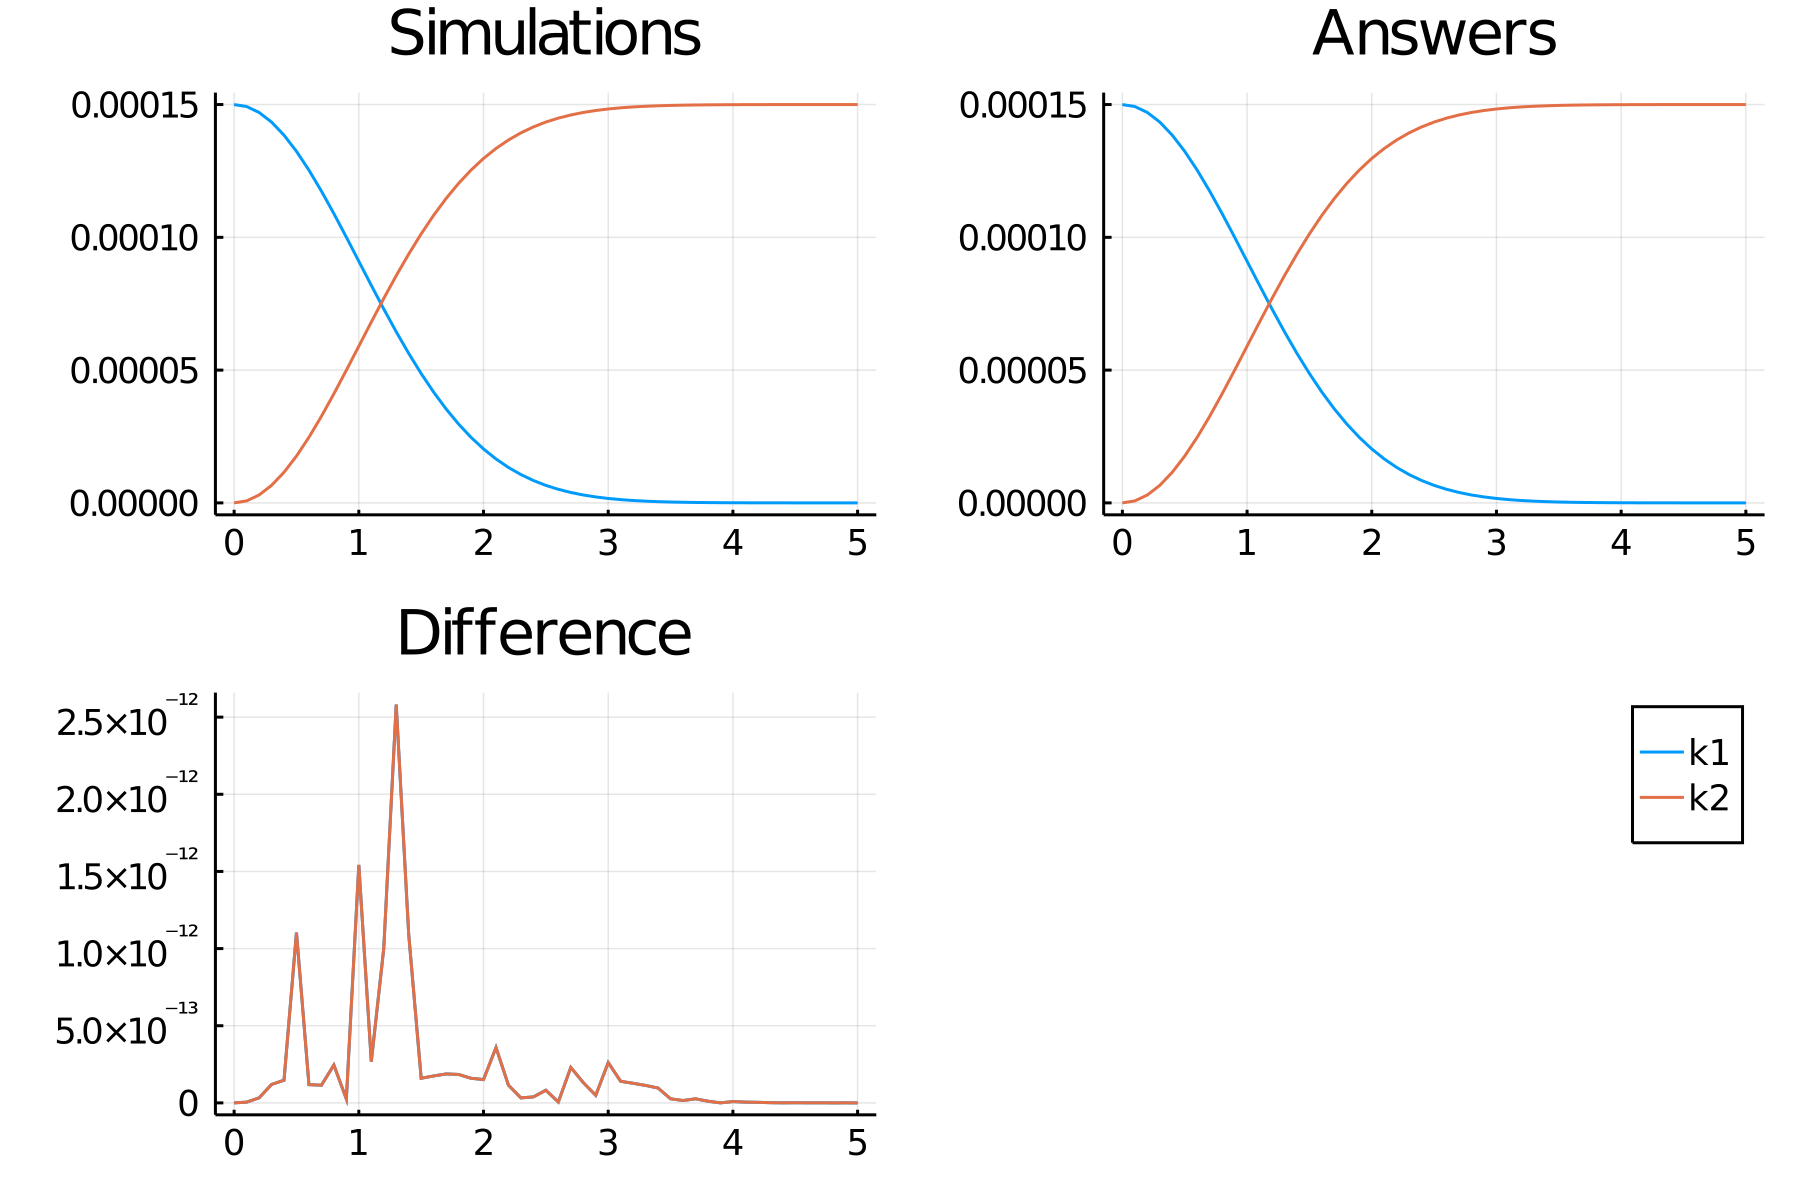 Simulations
0.00015
0.00010
0.00005
0.00000
0 1 2 3 4 5
Answers
0.00015
0.00010
0.00005
0.00000
0 1 2 3 4 5
Difference
2.5×10⁻¹²
2.0×10⁻¹²
1.5×10⁻¹²
1.0×10⁻¹²
5.0×10⁻¹³
0
0 1 2 3 4 5
k1
k2